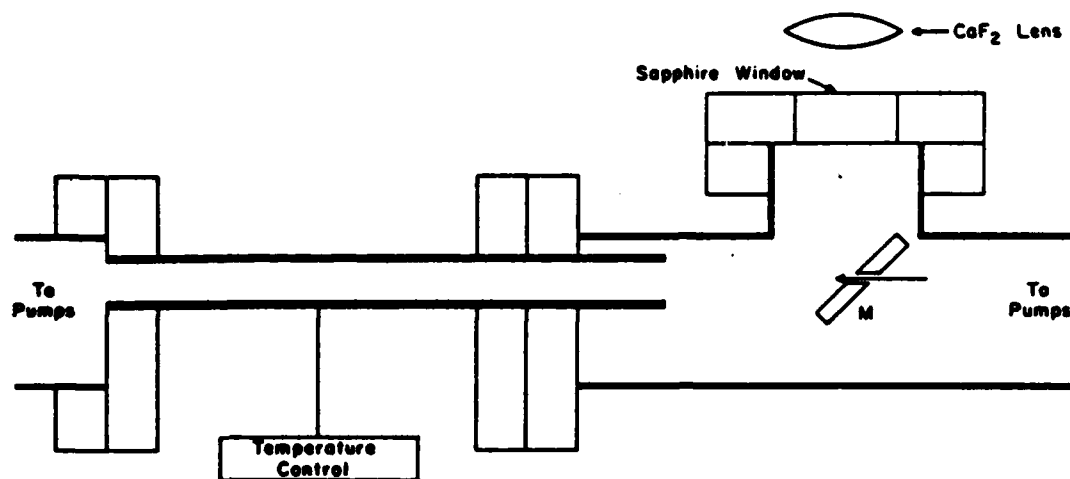 CaF2 Lens
Sapphire Window
To
Pumps
M
To
Pumps
Temperature
Control